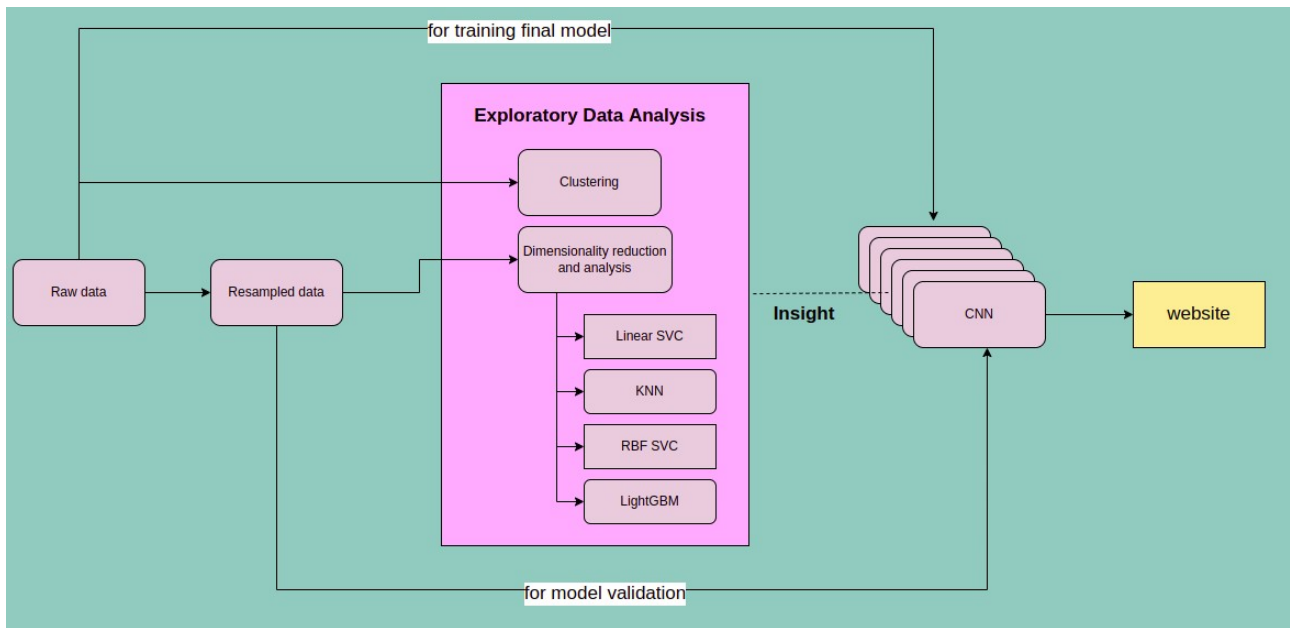 for training final model
Exploratory Data Analysis
Clustering
Dimensionality reduction
and analysis
Raw data
Resampled data
Linear SVC
KNN
RBF SVC
LightGBM
Insight
CNN
website
for model validation